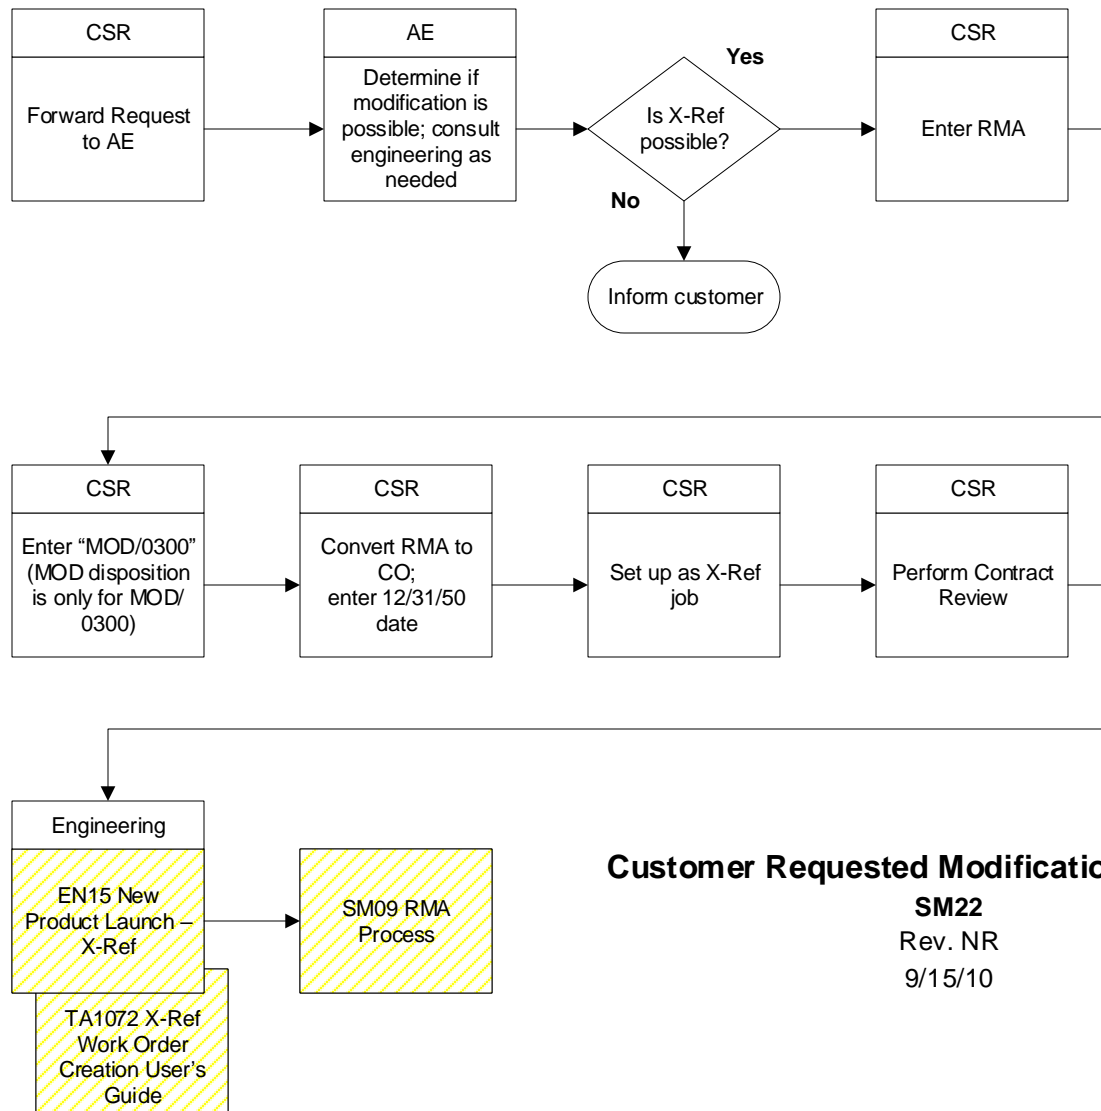 CSR
Forward Request
to AE
AE
Determine if
modification is
possible; consult
engineering as
needed
Is X-Ref
possible?
Yes
No
Inform customer
CSR
Enter RMA
CSR
Enter “MOD/0300”
(MOD disposition
is only for MOD/
0300)
CSR
Convert RMA to
CO;
enter 12/31/50
date
CSR
Set up as X-Ref
job
CSR
Perform Contract
Review
Engineering
EN15 New
Product Launch –
X-Ref
TA1072 X-Ref
Work Order
Creation User's
Guide
SM09 RMA
Process
Customer Requested
SM22
Rev. NR
9/15/10